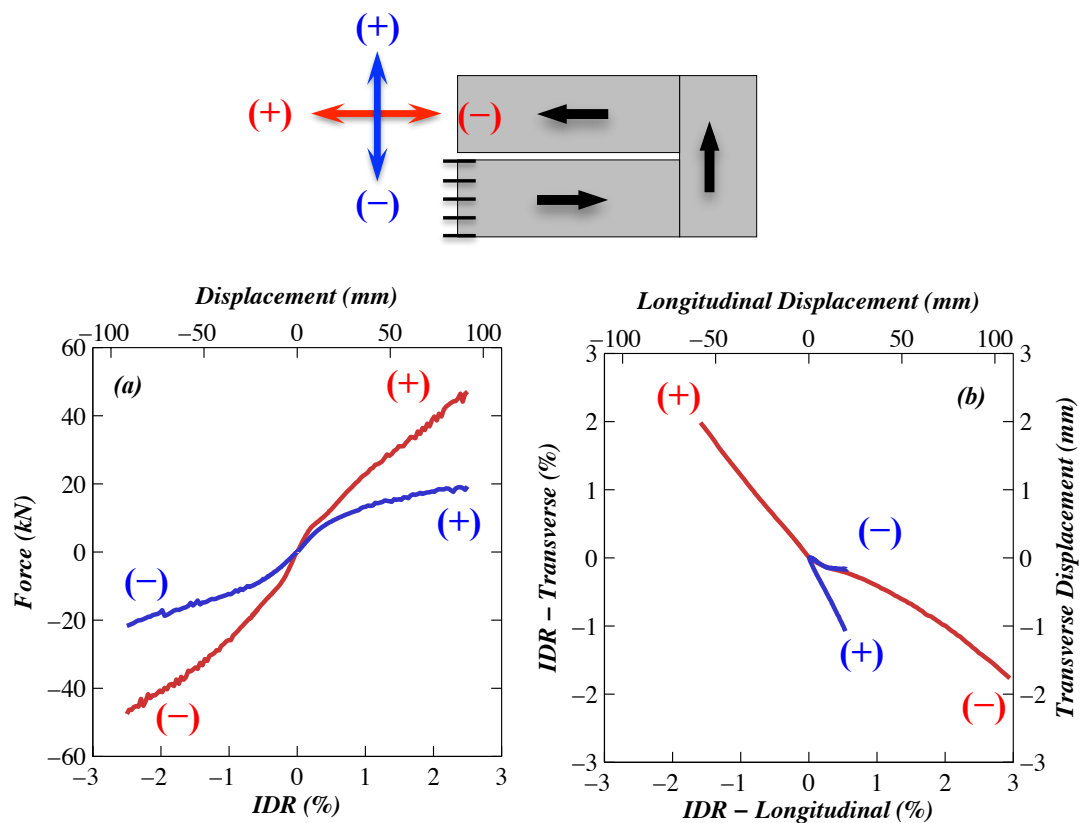 (+)
(+) (−)
(−)
Displacement (mm)
−100 −50 0 50 100
60
40
20
0
−20
−40
−60
Force (kN)
(a)
(+)
(+)
(−)
(−)
−3 −2 −1 0 1 2 3
IDR (%)
Longitudinal Displacement (mm)
−100 −50 0 50 100
3
2
1
0
−1
−2
−3
IDR − Transverse (%)
(b)
(+)
(−)
(+)
(−)
3
2
1
0
−1
−2
−3
Transverse Displacement (mm)
−3 −2 −1 0 1 2 3
IDR − Longitudinal (%)